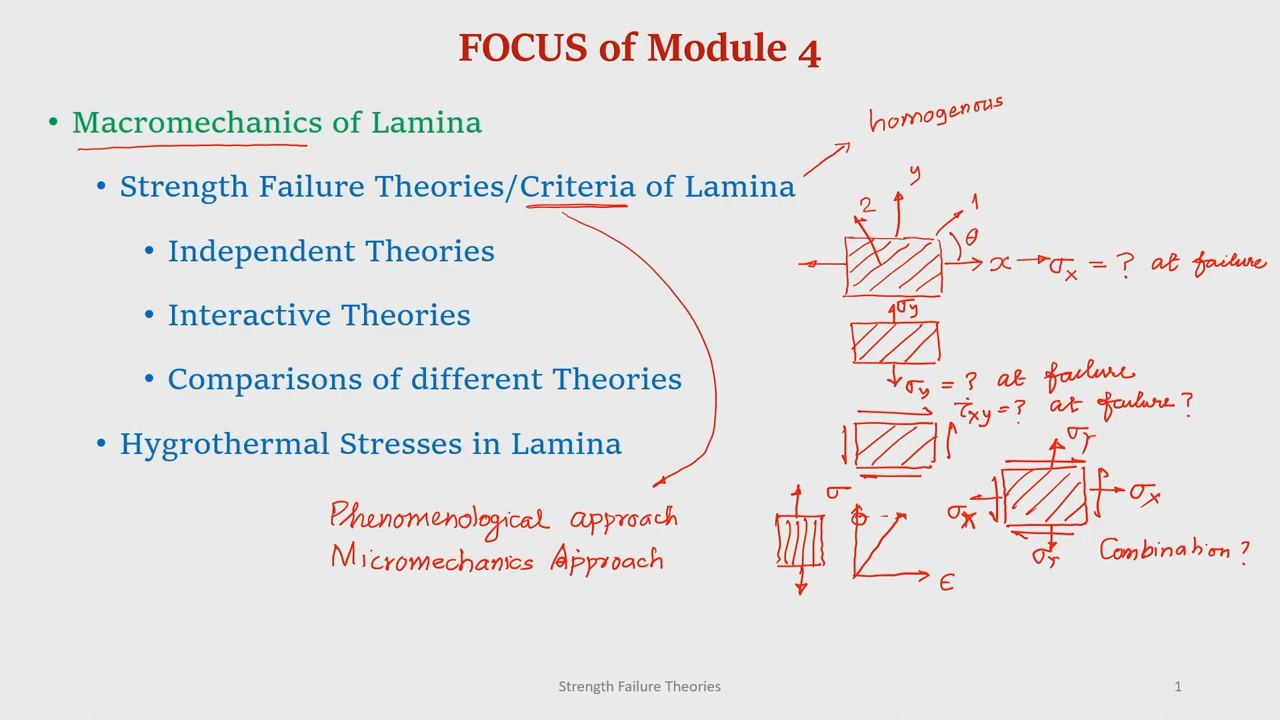 FOCUS of Module 4
• Macromechanics of Lamina
• Strength Failure Theories/Criteria of Lamina
• Independent Theories
• Interactive Theories
• Comparisons of different Theories
• Hygrothermal Stresses in Lamina
Phenomenological approach
Micromechanics Approach
homogenous
y
2
1
θ
x → σx = ? at failure
σy
σy = ? at failure
τxy = ? at failure ?
σy
σx
σx
σy
Combination ?
σ
ε
Strength Failure Theories
1